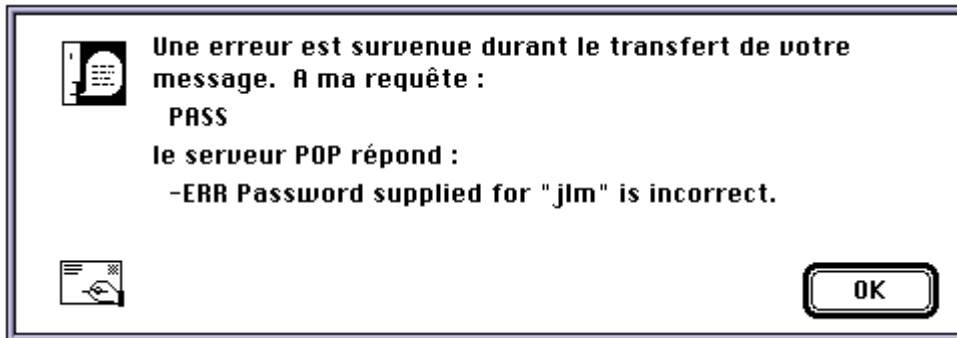 Une erreur est survenue durant le transfert de votre
message. A ma requête :
PASS
le serveur POP répond :
-ERR Password supplied for "jlm" is incorrect.
OK